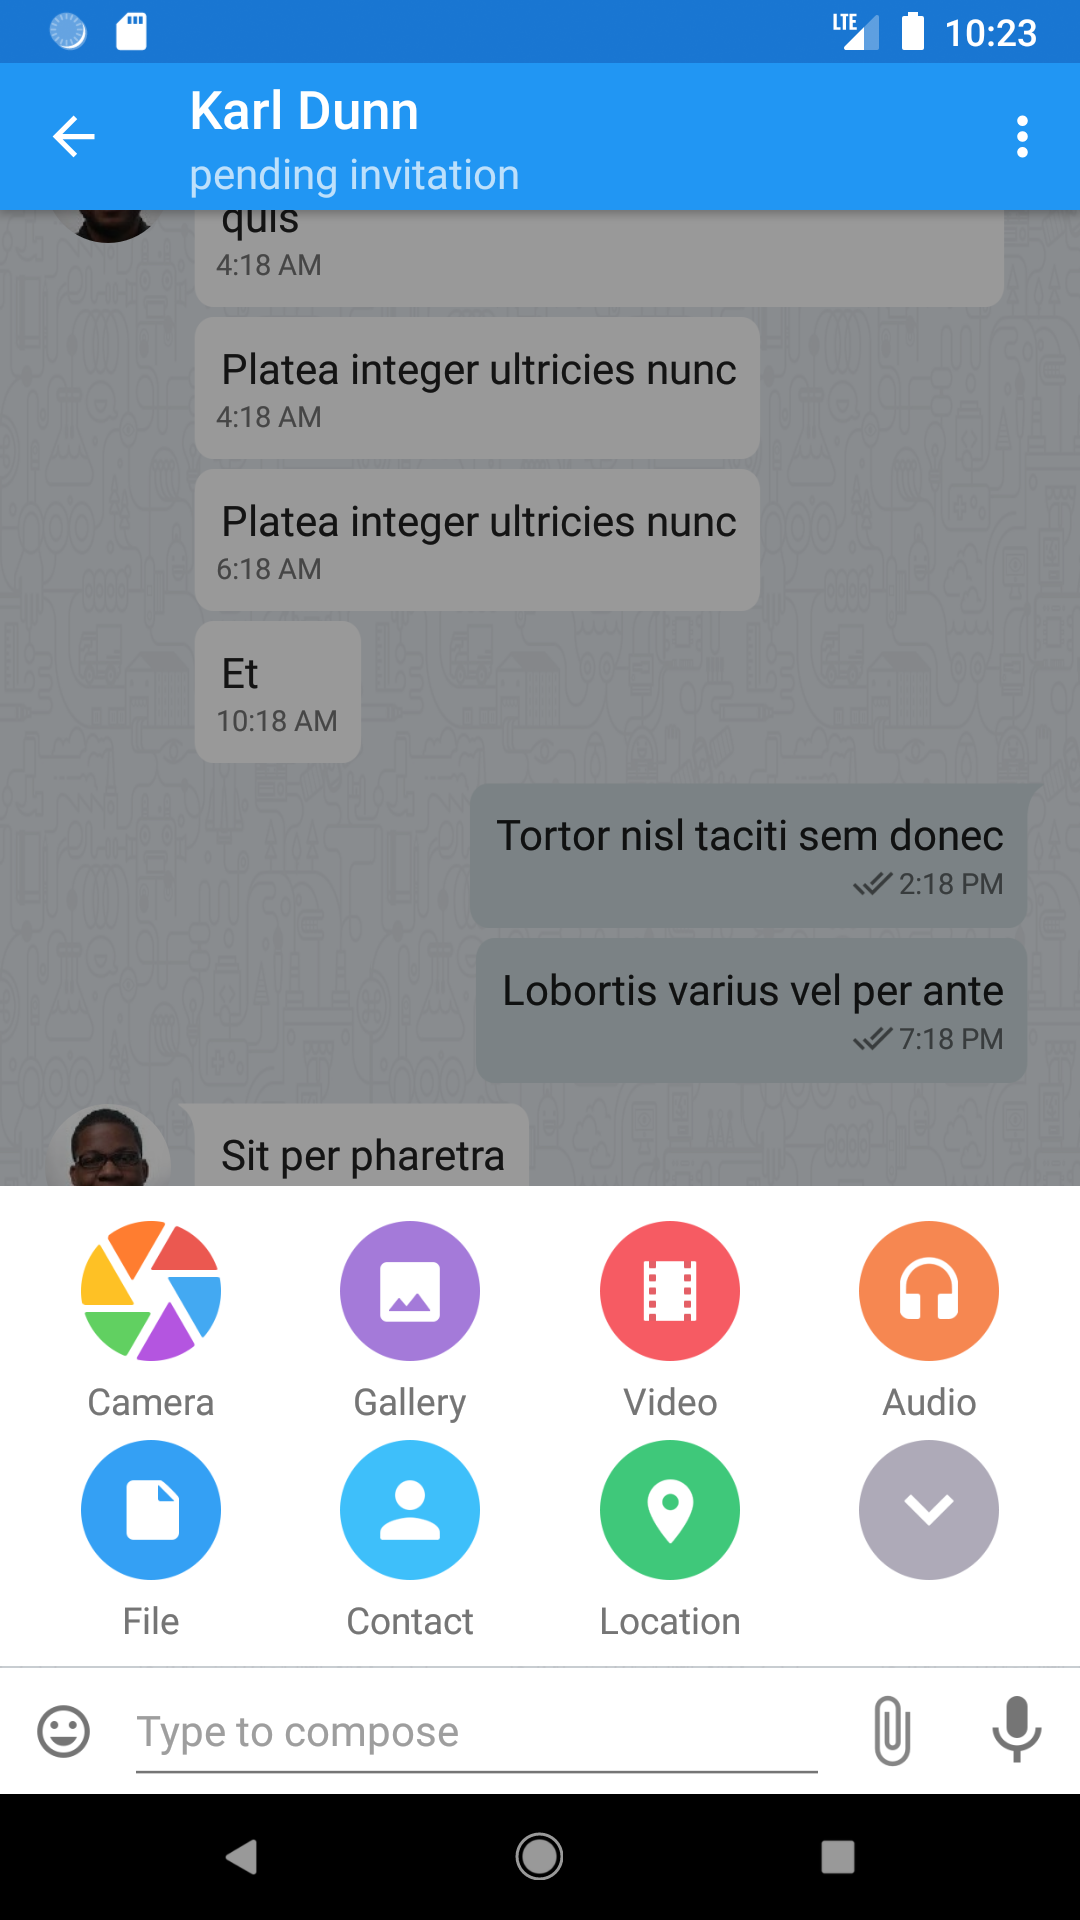 LTE 10:23
Karl Dunn
pending invitation
quis
4:18 AM
Platea integer ultricies nunc
4:18 AM
Platea integer ultricies nunc
6:18 AM
Et
10:18 AM
Tortor nisl taciti sem donec
2:18 PM
Lobortis varius vel per ante
7:18 PM
Sit per pharetra
Camera Gallery Video Audio
File Contact Location
Type to compose